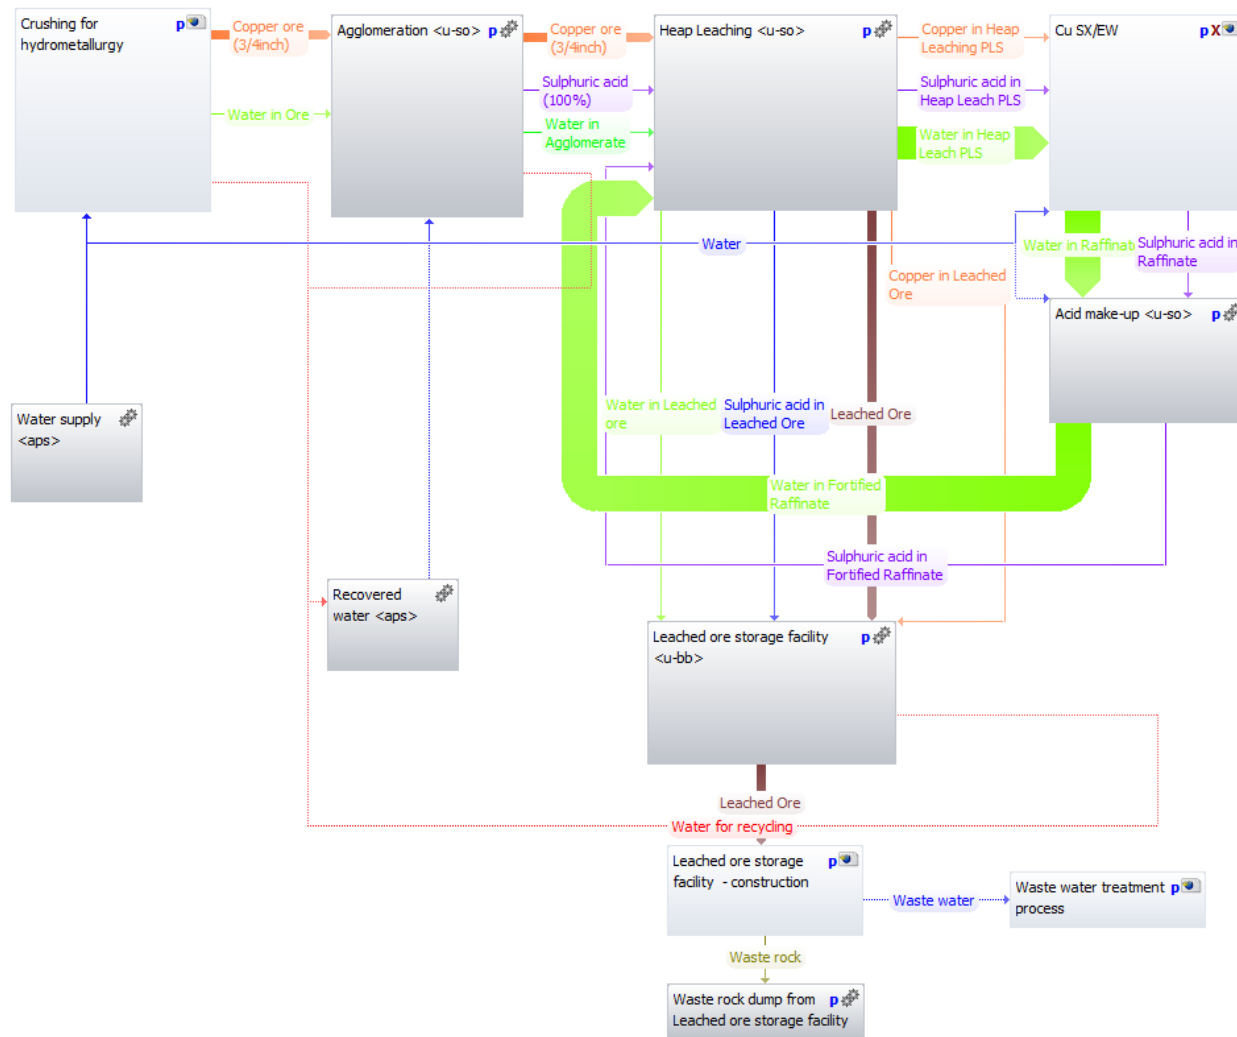 Crushing for
hydrometallurgy
p
Copper ore
(3/4inch)
Agglomeration <u-so>
p
Copper ore
(3/4inch)
Heap Leaching <u-so>
p
Copper in Heap
Leaching PLS
Cu SX/EW
p X
Sulphuric acid
(100%)
Sulphuric acid in
Heap Leach PLS
Water in Ore
Water in
Agglomerate
Water in Heap
Leach PLS
Water
Water in Raffinate
Sulphuric acid in
Raffinate
Copper in Leached
Ore
Acid make-up <u-so>
p
Water supply
<aps>
Water in Leached
ore
Sulphuric acid in
Leached Ore
Leached Ore
Water in Fortified
Raffinate
Sulphuric acid in
Fortified Raffinate
Recovered
water <aps>
Leached ore storage facility
<u-bb>
p
Leached Ore
Water for recycling
Leached ore storage
facility - construction
p
Waste water
Waste water treatment
process
p
Waste rock
Waste rock dump from
Leached ore storage facility
p